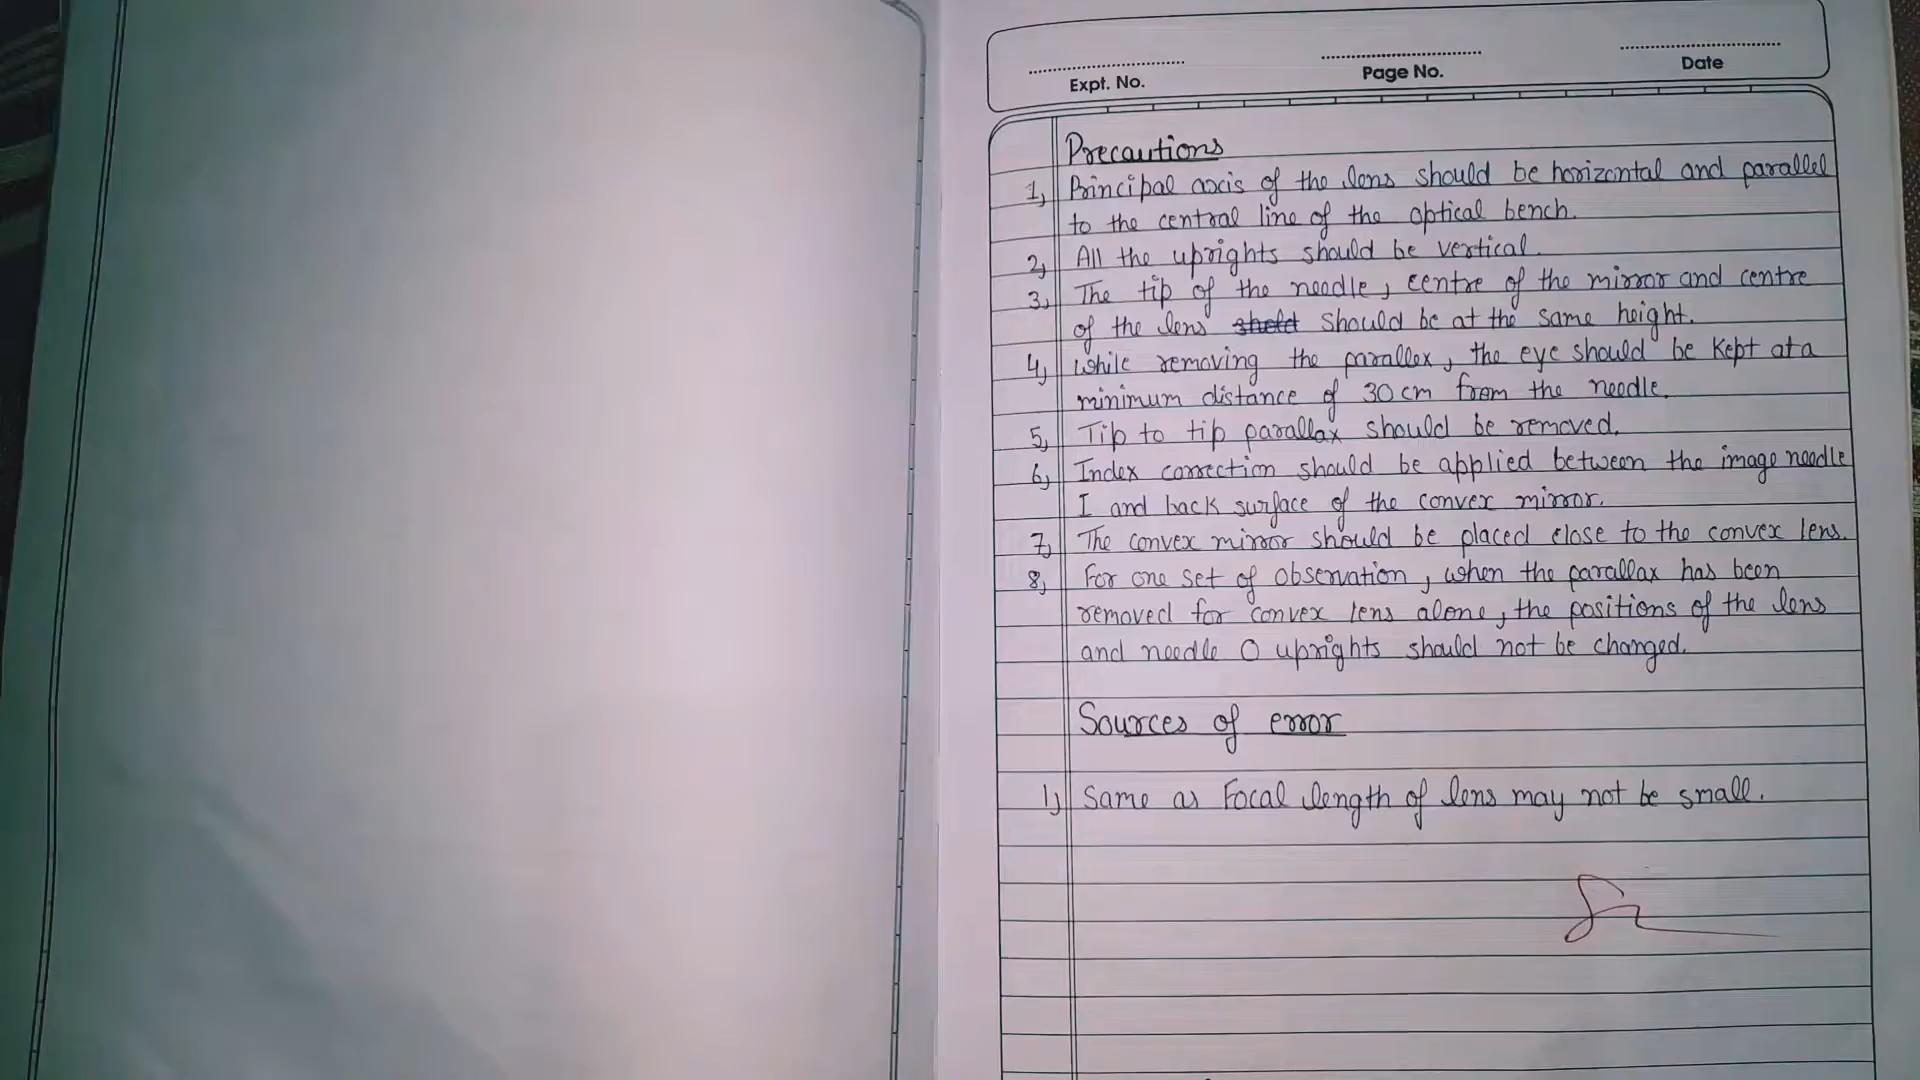 Expt. No.
Page No.
Date
Precautions
1, Principal axis of the lens should be horizontal and parallel
to the central line of the optical bench.
2, All the uprights should be vertical.
3, The tip of the needle, centre of the mirror and centre
of the lens should be at the same height.
4, while removing the parallex, the eye should be kept at a
minimum distance of 30 cm from the needle.
5, Tip to tip parallax should be removed.
6, Index correction should be applied between the image needle
I and back surface of the convex mirror.
7, The convex mirror should be placed close to the convex lens.
8, For one set of observation, when the parallax has been
removed for convex lens alone, the positions of the lens
and needle O uprights should not be changed.
Sources of error
1, Same as Focal length of lens may not be small.